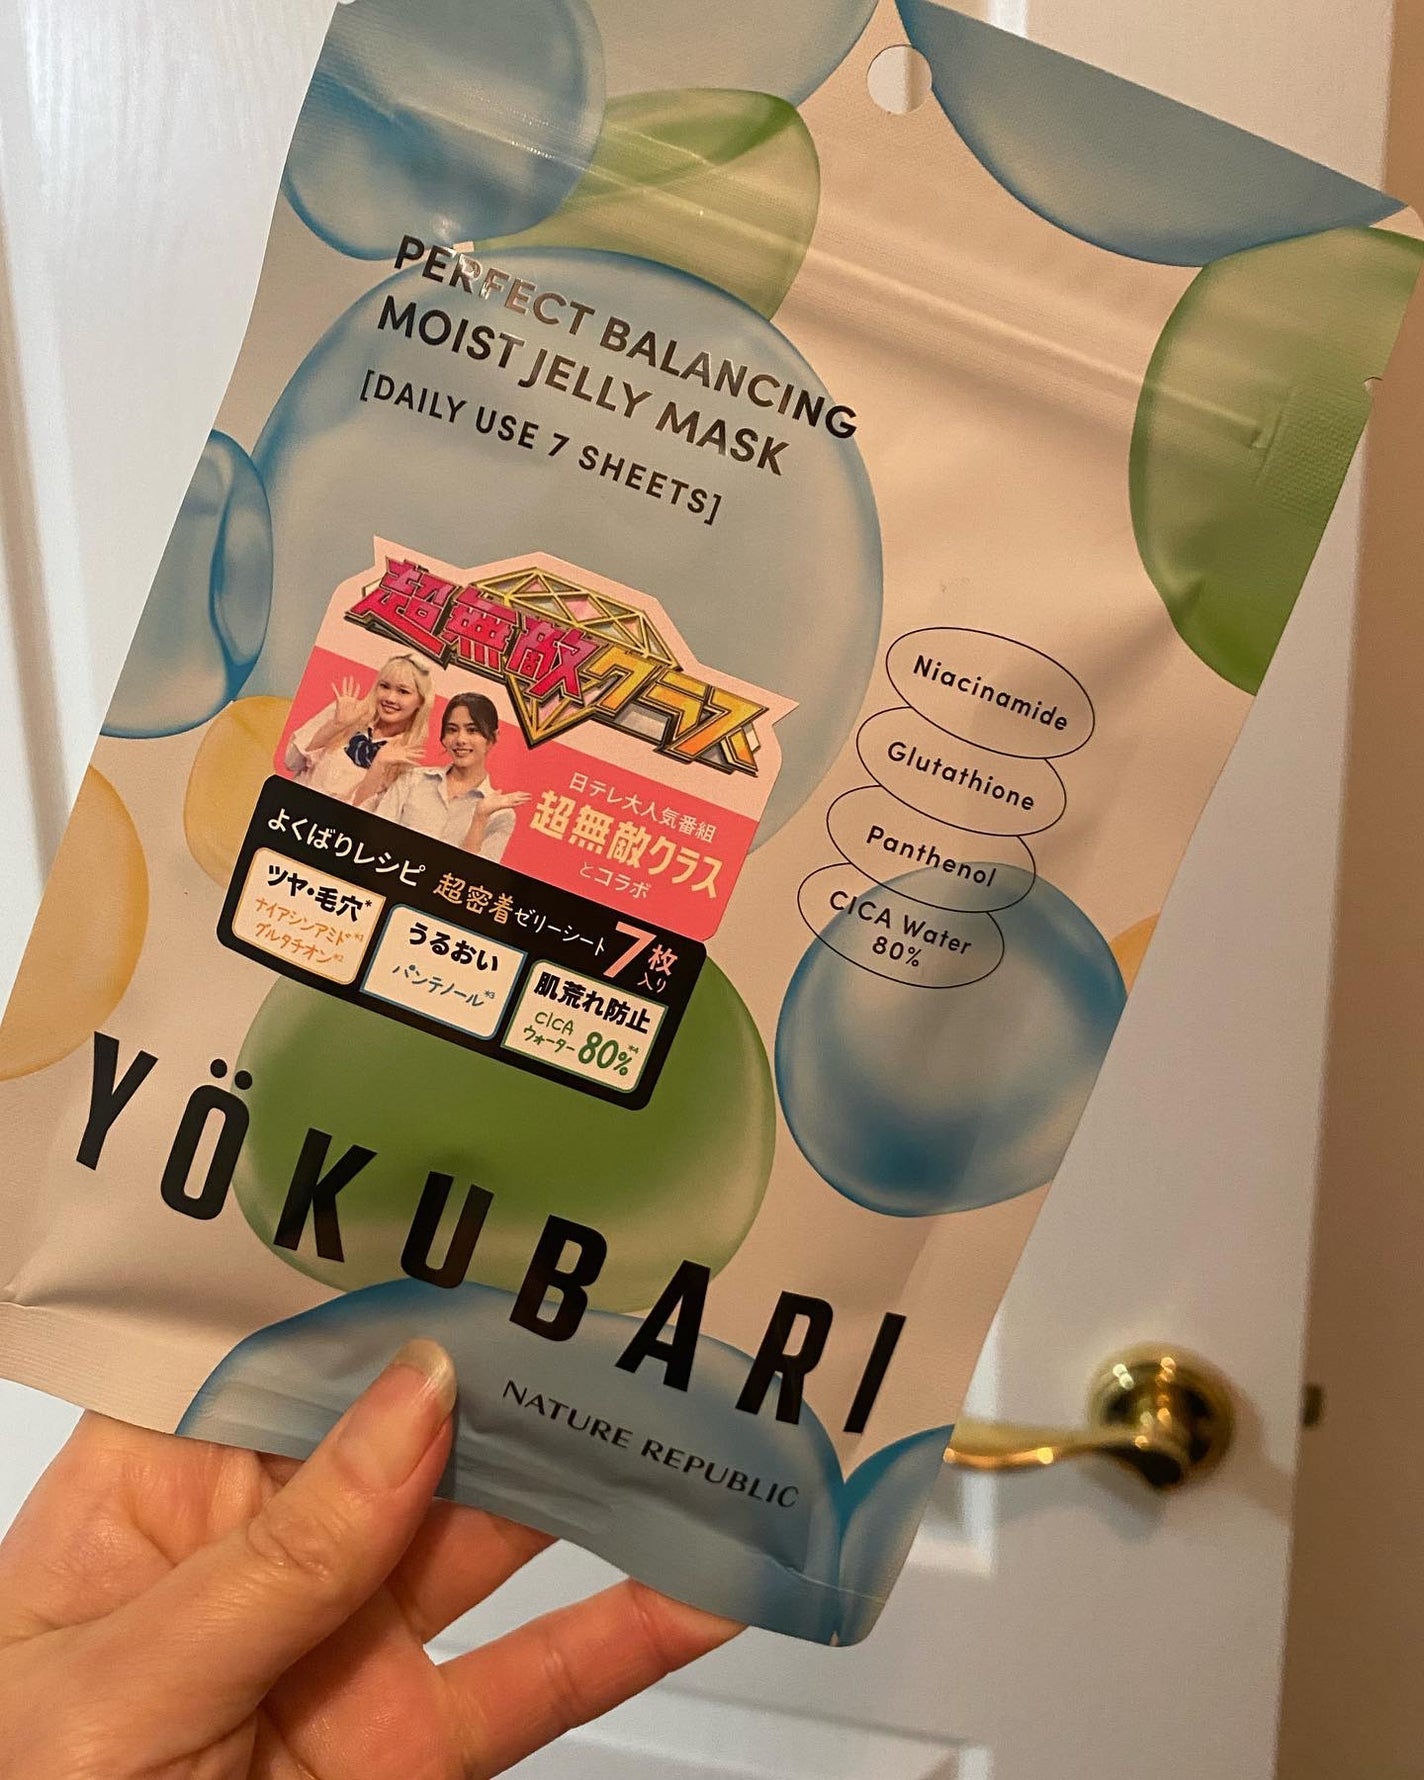 PERFECT BALANCING
MOIST JELLY MASK
[DAILY USE 7 SHEETS]
超無敵クラス
日テレ大人気番組
超無敵クラス
とコラボ
よくばりレシピ 超密着ゼリーシート 7枚入り
ツヤ・毛穴*
ナイアシンアミド*1
グルタチオン*2
うるおい
パンテノール*3
肌荒れ防止
CICA
ウォーター 80%*4
Niacinamide
Glutathione
Panthenol
CICA Water
80%
YÖKUBARI
NATURE REPUBLIC